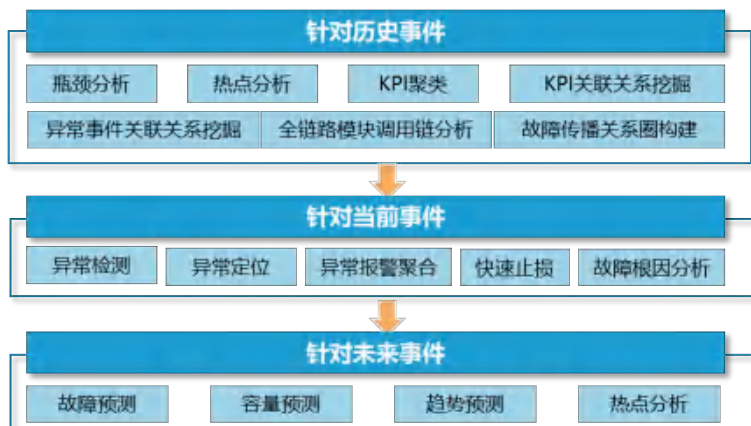 针对历史事件
瓶颈分析 热点分析 KPI聚类 KPI关联关系挖掘
异常事件关联关系挖掘 全链路模块调用链分析 故障传播关系圈构建
针对当前事件
异常检测 异常定位 异常报警聚合 快速止损 故障根因分析
针对未来事件
故障预测 容量预测 趋势预测 热点分析